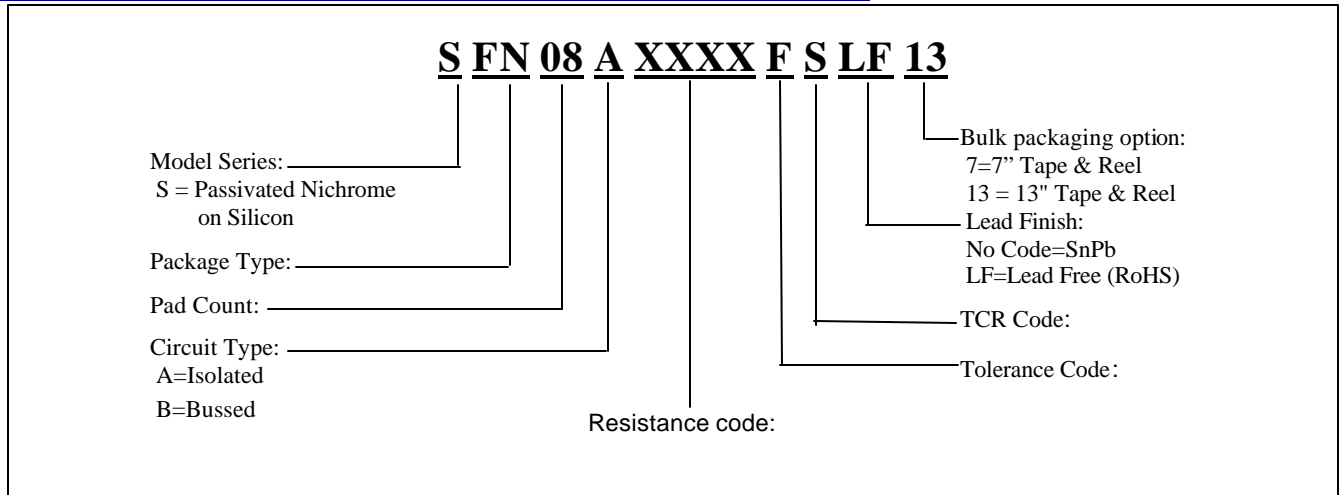 S FN 08 A XXXX F S LF 13
Model Series:
S = Passivated Nichrome
on Silicon
Package Type:
Pad Count:
Circuit Type:
A=Isolated
B=Bussed
Resistance code:
Bulk packaging option:
7=7” Tape & Reel
13 = 13" Tape & Reel
Lead Finish:
No Code=SnPb
LF=Lead Free (RoHS)
TCR Code:
Tolerance Code: